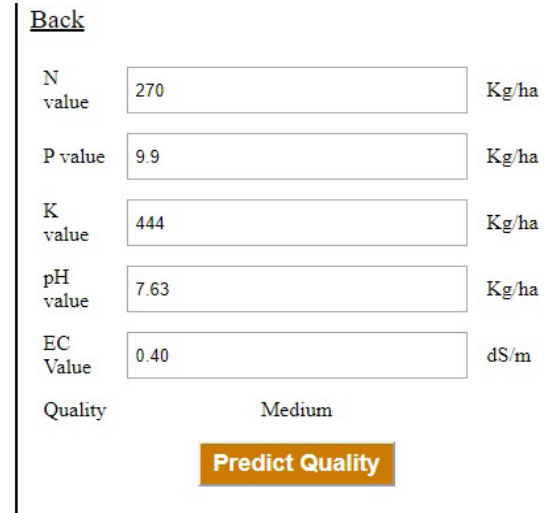 Back
N value 270 Kg/ha
P value 9.9 Kg/ha
K value 444 Kg/ha
pH value 7.63 Kg/ha
EC Value 0.40 dS/m
Quality Medium
Predict Quality